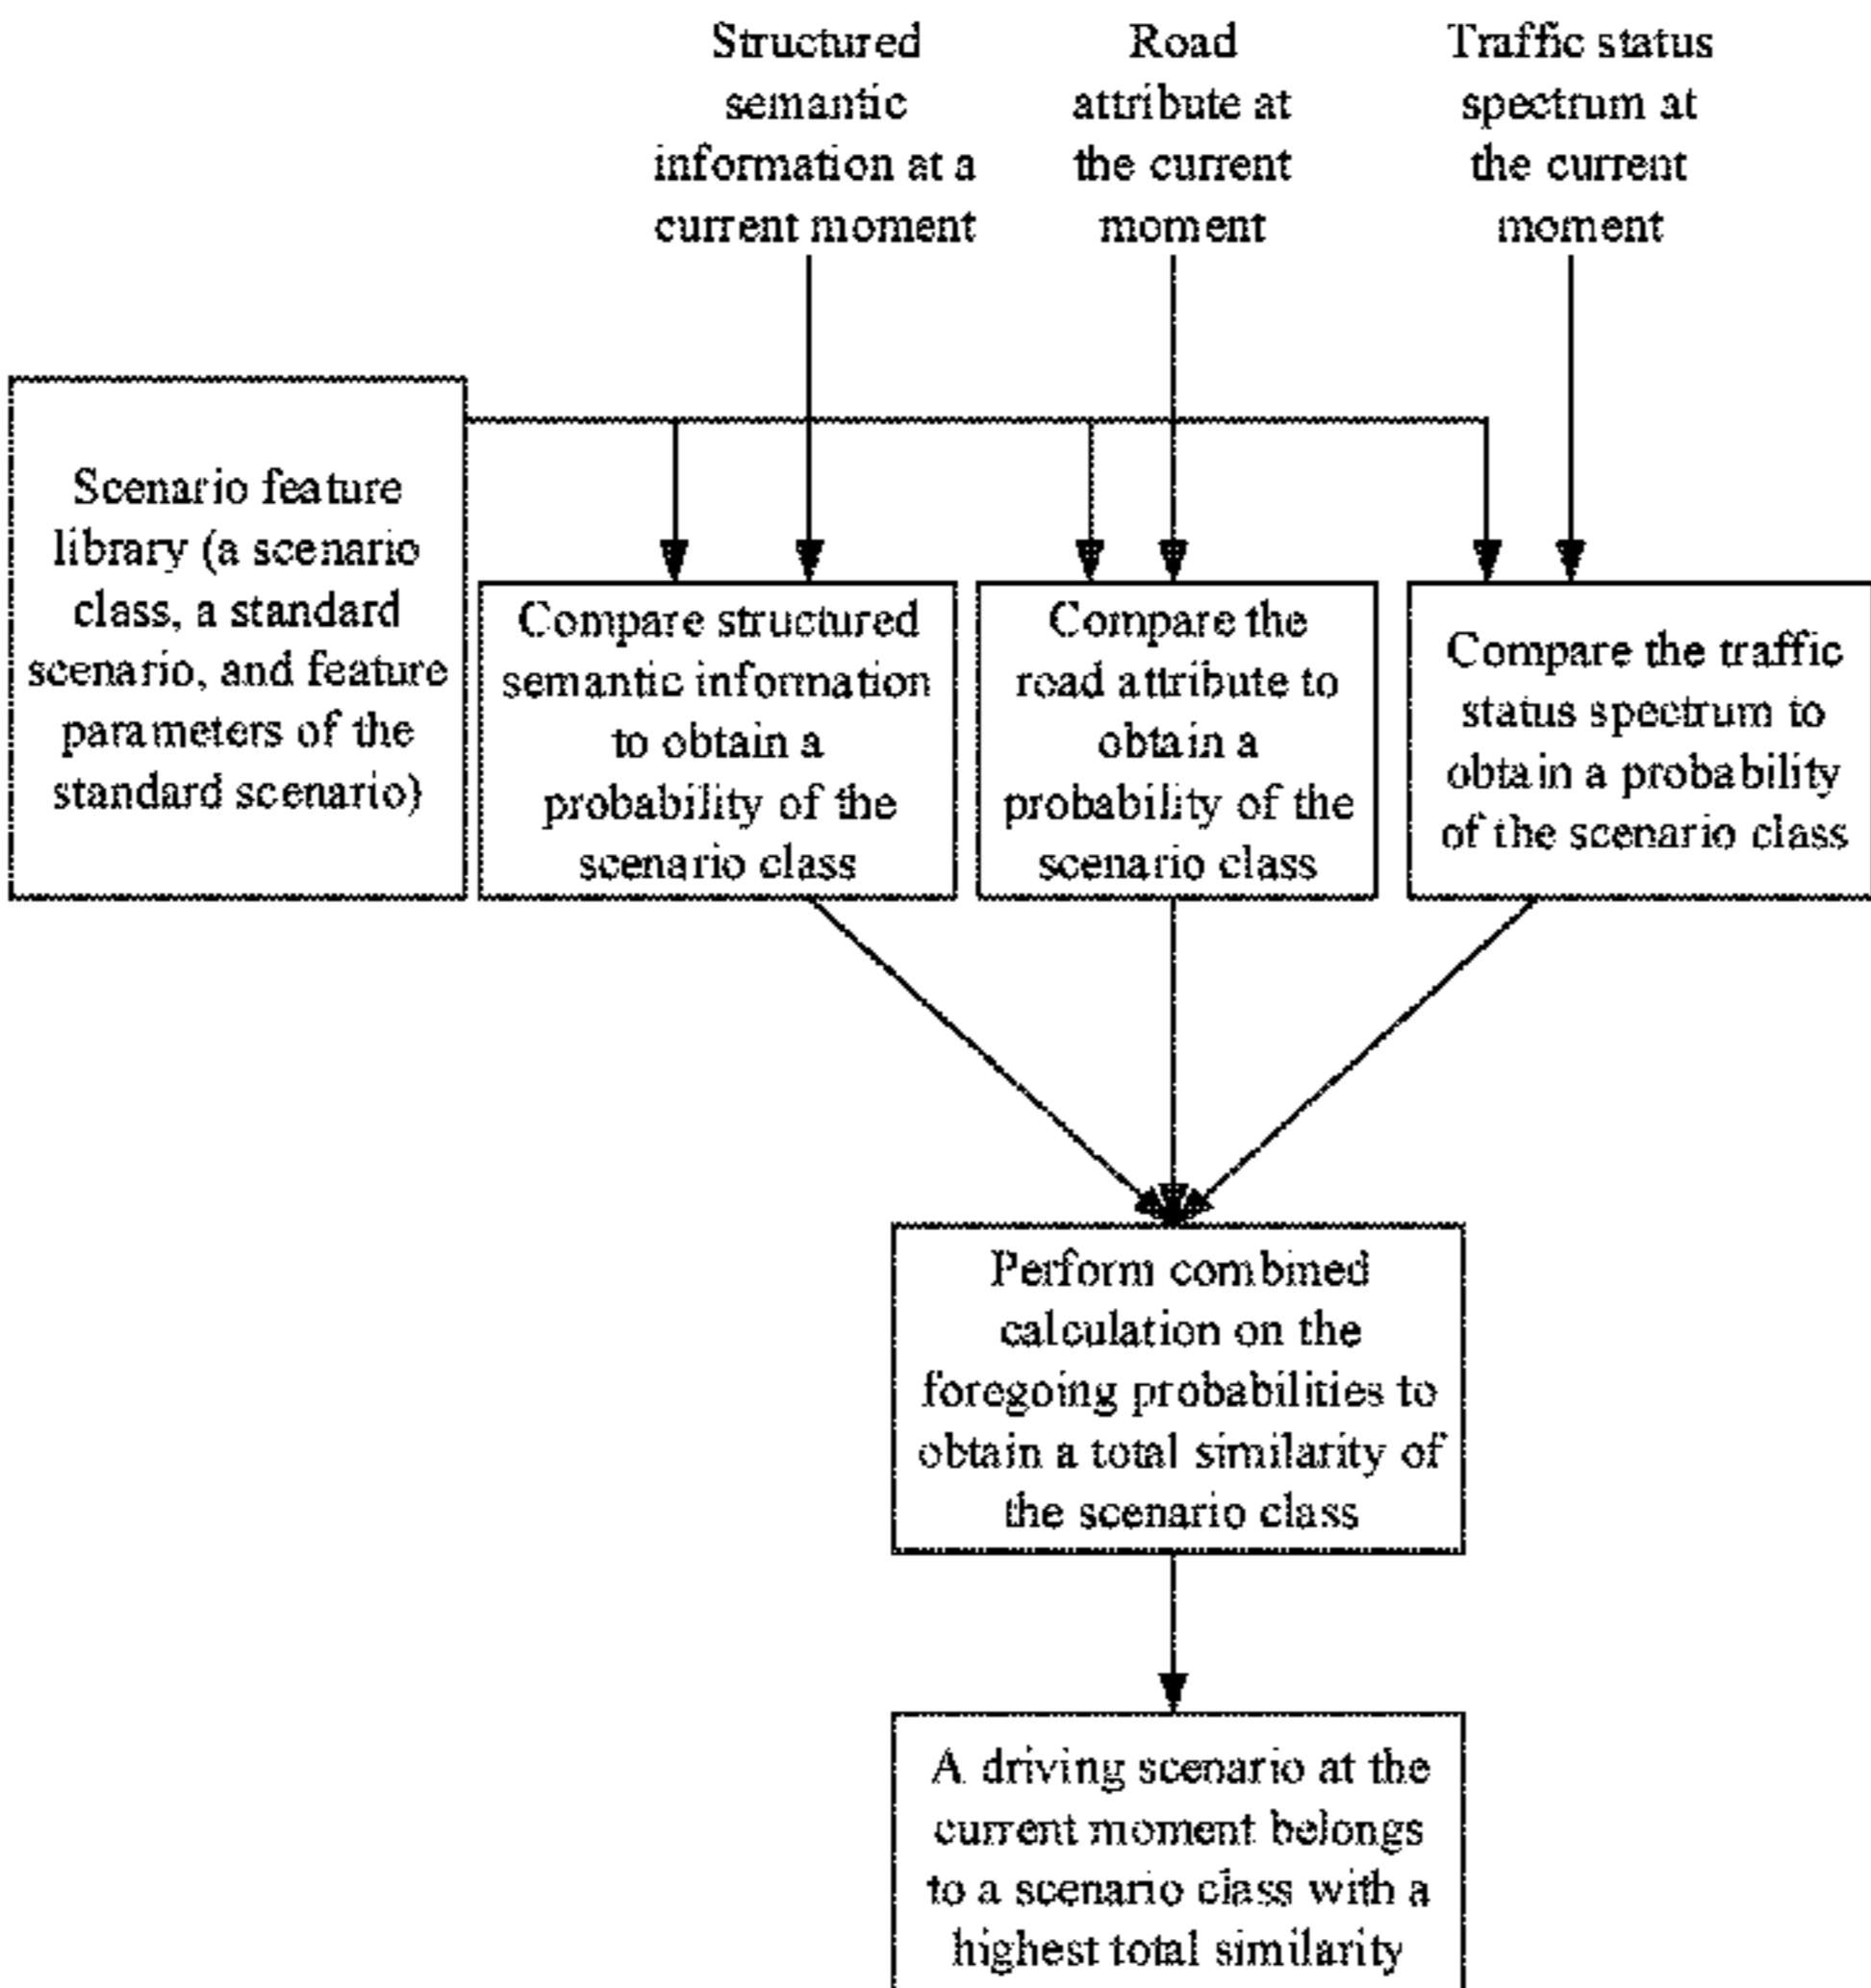 Structured
semantic
information at a
current moment
Road
attribute at
the current
moment
Traffic status
spectrum at
the current
moment
Scenario feature
library (a scenario
class, a standard
scenario, and feature
parameters of the
standard scenario)
Compare structured
semantic information
to obtain a
probability of the
scenario class
Compare the
road attribute to
obtain a
probability of the
scenario class
Compare the traffic
status spectrum to
obtain a probability
of the scenario class
Perform combined
calculation on the
foregoing probabilities to
obtain a total similarity of
the scenario class
A driving scenario at the
current moment belongs
to a scenario class with a
highest total similarity